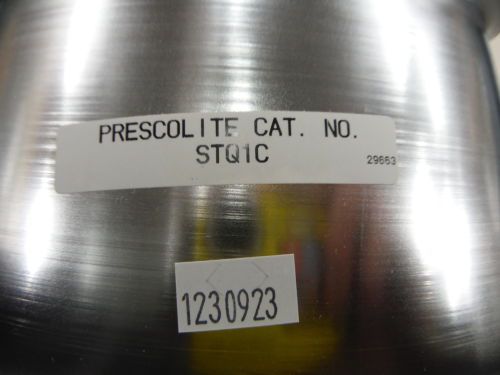 PRESCOLITE CAT. NO.
STQ1C
29663
1230923